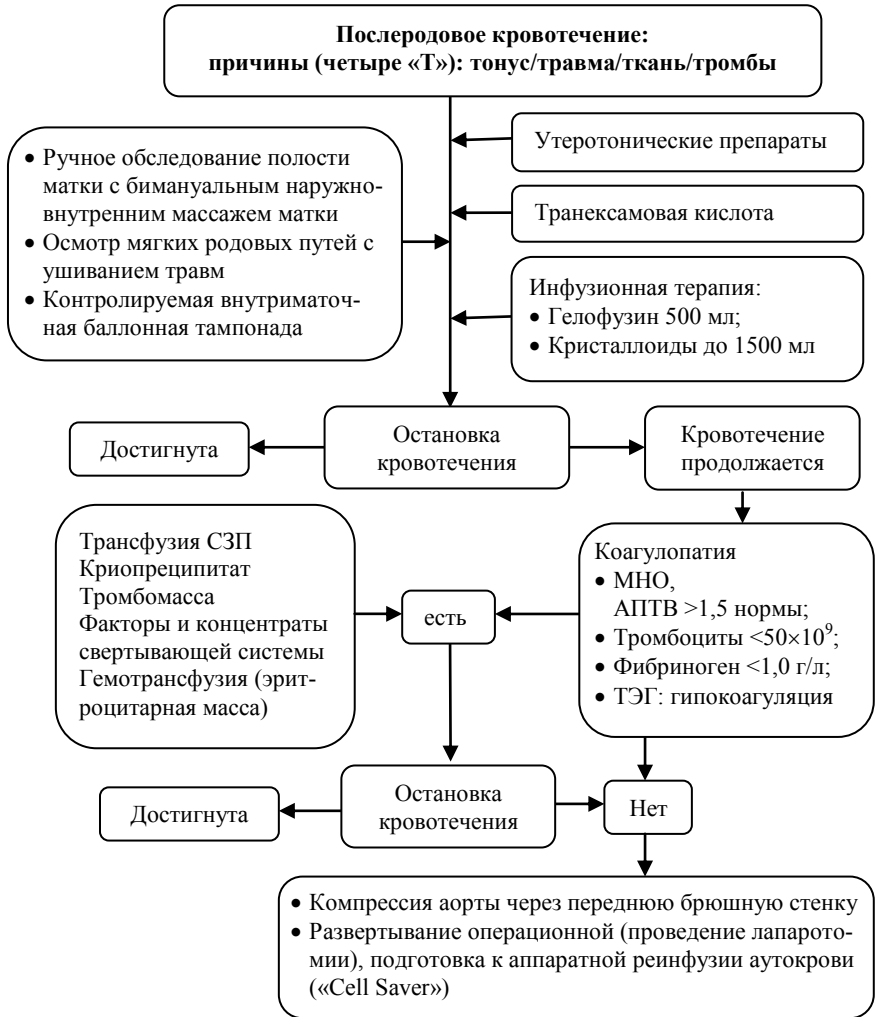 Послеродовое кровотечение:
причины (четыре «Т»): тонус/травма/ткань/тромбы
Утеротонические препараты
• Ручное обследование полости
матки с бимануальным наружно-
внутренним массажем матки
• Осмотр мягких родовых путей с
ушиванием травм
• Контролируемая внутриматоч-
ная баллонная тампонада
Транексамовая кислота
Инфузионная терапия:
• Гелофузин 500 мл;
• Кристаллоиды до 1500 мл
Достигнута
Остановка
кровотечения
Кровотечение
продолжается
Трансфузия СЗП
Криопреципитат
Тромбомасса
Факторы и концентраты
свертывающей системы
Гемотрансфузия (эрит-
роцитарная масса)
есть
Коагулопатия
• МНО,
АПТВ >1,5 нормы;
• Тромбоциты <50×10⁹;
• Фибриноген <1,0 г/л;
• ТЭГ: гипокоагуляция
Достигнута
Остановка
кровотечения
Нет
• Компрессия аорты через переднюю брюшную стенку
• Развертывание операционной (проведение лапарото-
мии), подготовка к аппаратной реинфузии аутокрови
(«Cell Saver»)